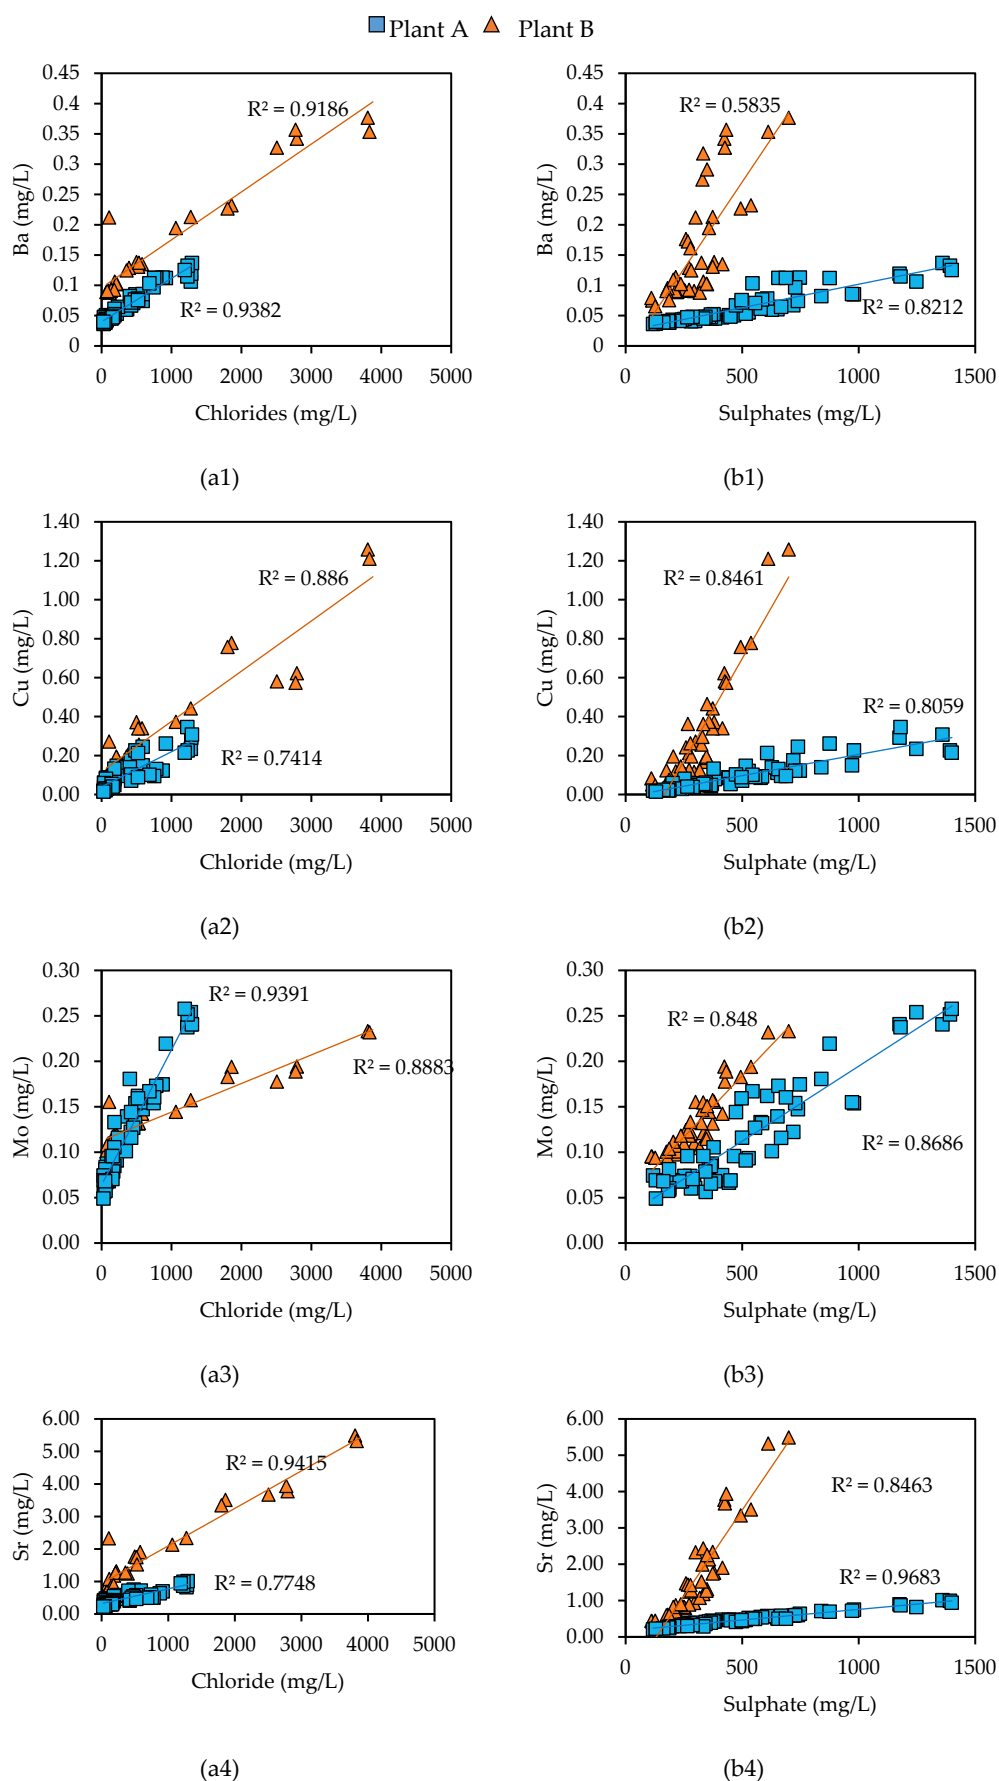 Plant A Plant B
0.45
0.4
0.35
0.3
0.25
0.2
0.15
0.1
0.05
0
Ba (mg/L)
R² = 0.9186
R² = 0.9382
0 1000 2000 3000 4000 5000
Chlorides (mg/L)
(a1)
0.45
0.4
0.35
0.3
0.25
0.2
0.15
0.1
0.05
0
Ba (mg/L)
R² = 0.5835
R² = 0.8212
0 500 1000 1500
Sulphates (mg/L)
(b1)
1.40
1.20
1.00
0.80
0.60
0.40
0.20
0.00
Cu (mg/L)
R² = 0.886
R² = 0.7414
0 1000 2000 3000 4000 5000
Chloride (mg/L)
(a2)
1.40
1.20
1.00
0.80
0.60
0.40
0.20
0.00
Cu (mg/L)
R² = 0.8461
R² = 0.8059
0 500 1000 1500
Sulphate (mg/L)
(b2)
0.30
0.25
0.20
0.15
0.10
0.05
0.00
Mo (mg/L)
R² = 0.9391
R² = 0.8883
0 1000 2000 3000 4000 5000
Chloride (mg/L)
(a3)
0.30
0.25
0.20
0.15
0.10
0.05
0.00
Mo (mg/L)
R² = 0.848
R² = 0.8686
0 500 1000 1500
Sulphate (mg/L)
(b3)
6.00
5.00
4.00
3.00
2.00
1.00
0.00
Sr (mg/L)
R² = 0.9415
R² = 0.7748
0 1000 2000 3000 4000 5000
Chloride (mg/L)
(a4)
6.00
5.00
4.00
3.00
2.00
1.00
0.00
Sr (mg/L)
R² = 0.8463
R² = 0.9683
0 500 1000 1500
Sulphate (mg/L)
(b4)